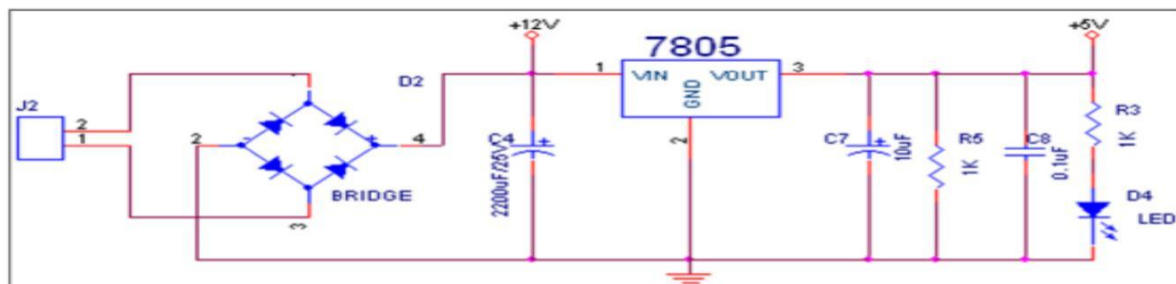 +12V
+5V
7805
1
VIN
VOUT
3
GND
2
J2
2
1
D2
1
2
-
+
4
3
BRIDGE
C4
+
2200uF/25V
C7
+
10uF
R5
1K
C8
0.1uF
R3
1K
D4
LED